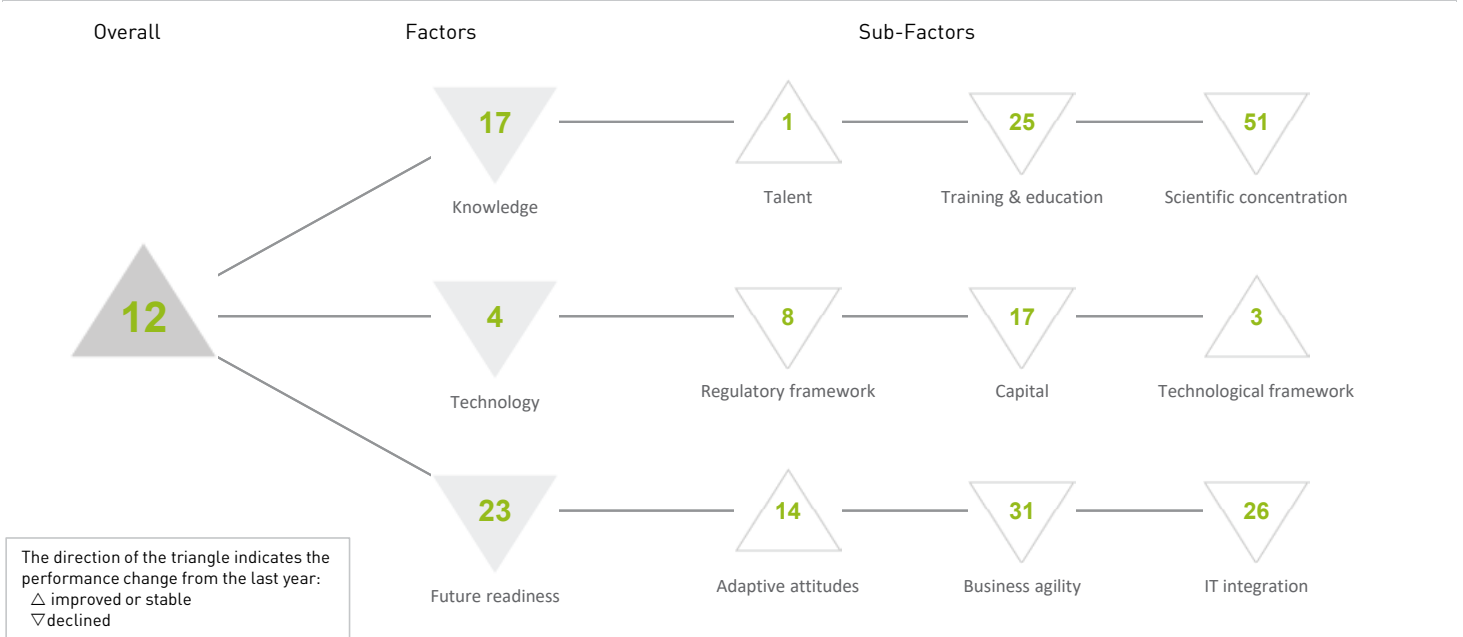 Overall Factors Sub-Factors
17 1 25 51
Knowledge Talent Training & education Scientific concentration
12 4 8 17 3
Technology Regulatory framework Capital Technological framework
23 14 31 26
Future readiness Adaptive attitudes Business agility IT integration
The direction of the triangle indicates the
performance change from the last year:
△ improved or stable
▽declined